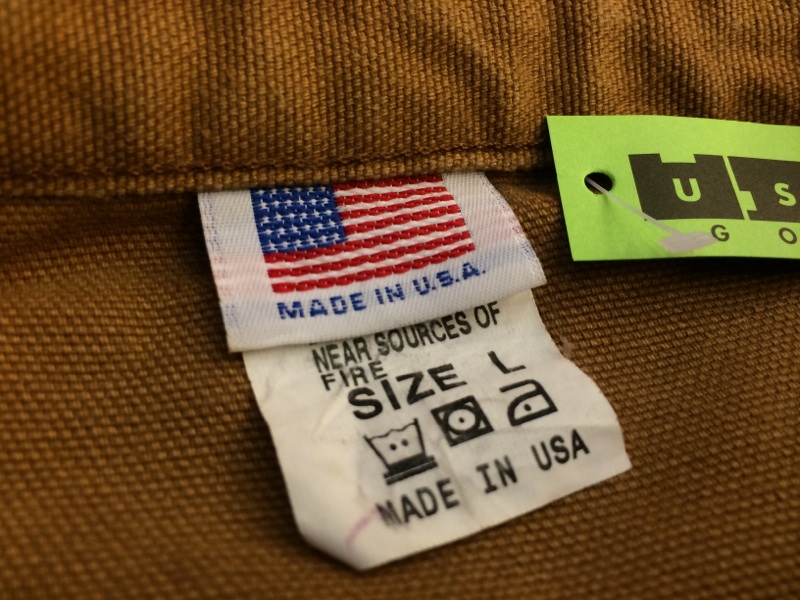 MADE IN U.S.A.
NEAR SOURCES OF
FIRE
SIZE L
MADE IN USA
U S
G O